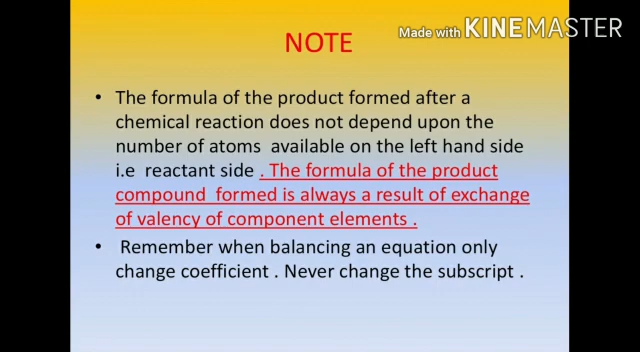 Made with KINEMASTER
NOTE
• The formula of the product formed after a
chemical reaction does not depend upon the
number of atoms available on the left hand side
i.e reactant side . The formula of the product
compound formed is always a result of exchange
of valency of component elements .
• Remember when balancing an equation only
change coefficient . Never change the subscript .